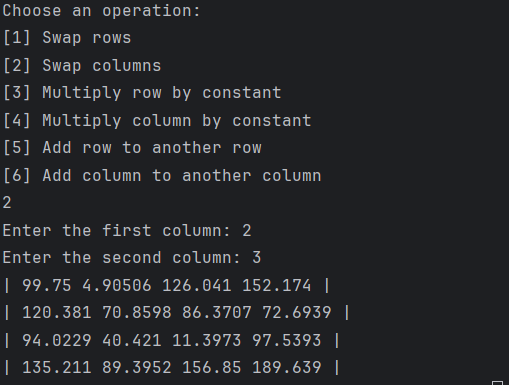 Choose an operation:
[1] Swap rows
[2] Swap columns
[3] Multiply row by constant
[4] Multiply column by constant
[5] Add row to another row
[6] Add column to another column
2
Enter the first column: 2
Enter the second column: 3
| 99.75 4.90506 126.041 152.174 |
| 120.381 70.8598 86.3707 72.6939 |
| 94.0229 40.421 11.3973 97.5393 |
| 135.211 89.3952 156.85 189.639 |